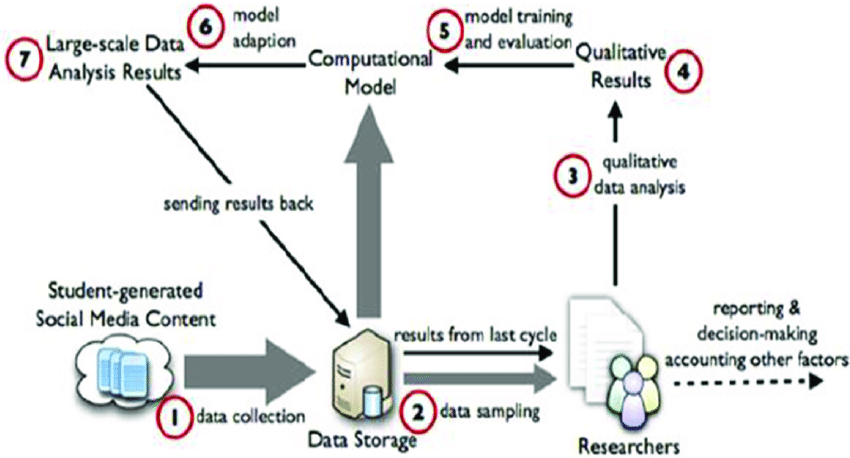 7
Large-scale Data
Analysis Results
6
model
adaption
Computational
Model
5
model training
and evaluation
Qualitative
Results
4
3
qualitative
data analysis
sending results back
Student-generated
Social Media Content
1
data collection
Data Storage
results from last cycle
2
data sampling
Researchers
reporting &
decision-making
accounting other factors